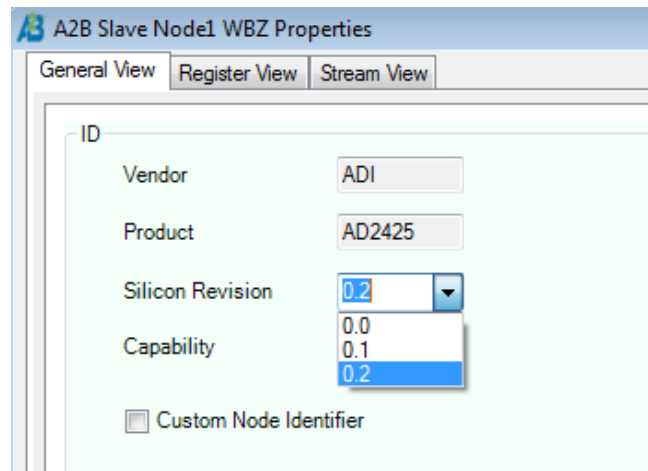 A2B Slave Node1 WBZ Properties
General View Register View Stream View
ID
Vendor ADI
Product AD2425
Silicon Revision 0.2
0.0
Capability 0.1
0.2
Custom Node Identifier